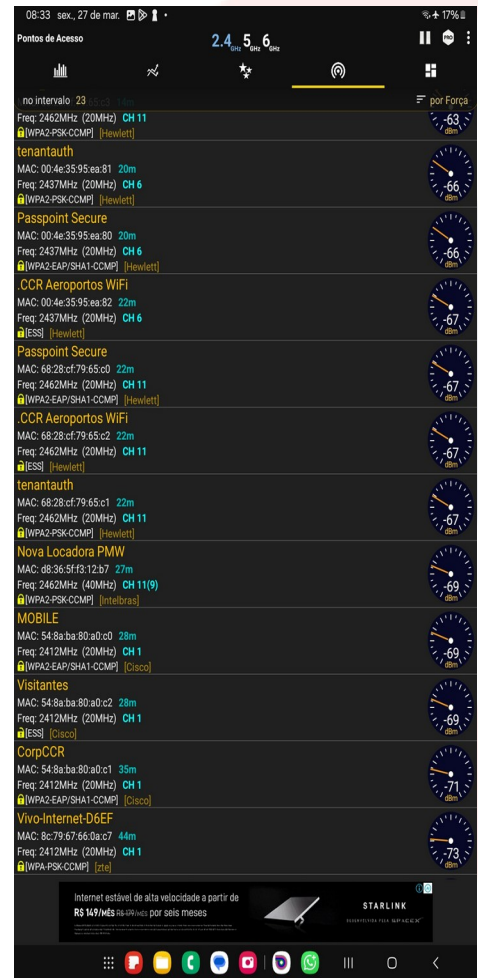 08:33 sex., 27 de mar.
17%
Pontos de Acesso
2.4 GHz 5 GHz 6 GHz
PRO
no intervalo 23
por Força
Freq: 2462MHz (20MHz) CH 11
[WPA2-PSK-CCMP] [Hewlett]
-63
dBm
tenantauth
MAC: 00:4e:35:95:ea:81 20m
Freq: 2437MHz (20MHz) CH 6
[WPA2-PSK-CCMP] [Hewlett]
-66
dBm
Passpoint Secure
MAC: 00:4e:35:95:ea:80 20m
Freq: 2437MHz (20MHz) CH 6
[WPA2-EAP/SHA1-CCMP] [Hewlett]
-66
dBm
.CCR Aeroportos WiFi
MAC: 00:4e:35:95:ea:82 22m
Freq: 2437MHz (20MHz) CH 6
[ESS] [Hewlett]
-67
dBm
Passpoint Secure
MAC: 68:28:cf:79:65:c0 22m
Freq: 2462MHz (20MHz) CH 11
[WPA2-EAP/SHA1-CCMP] [Hewlett]
-67
dBm
.CCR Aeroportos WiFi
MAC: 68:28:cf:79:65:c2 22m
Freq: 2462MHz (20MHz) CH 11
[ESS] [Hewlett]
-67
dBm
tenantauth
MAC: 68:28:cf:79:65:c1 22m
Freq: 2462MHz (20MHz) CH 11
[WPA2-PSK-CCMP] [Hewlett]
-67
dBm
Nova Locadora PMW
MAC: d8:36:5f:f3:12:b7 27m
Freq: 2462MHz (40MHz) CH 11(9)
[WPA2-PSK-CCMP] [Intelbras]
-69
dBm
MOBILE
MAC: 54:8a:ba:80:a0:c0 28m
Freq: 2412MHz (20MHz) CH 1
[WPA2-EAP/SHA1-CCMP] [Cisco]
-69
dBm
Visitantes
MAC: 54:8a:ba:80:a0:c2 28m
Freq: 2412MHz (20MHz) CH 1
[ESS] [Cisco]
-69
dBm
CorpCCR
MAC: 54:8a:ba:80:a0:c1 35m
Freq: 2412MHz (20MHz) CH 1
[WPA2-EAP/SHA1-CCMP] [Cisco]
-71
dBm
Vivo-Internet-D6EF
MAC: 8c:79:67:66:0a:c7 44m
Freq: 2412MHz (20MHz) CH 1
[WPA-PSK-CCMP] [zte]
-73
dBm
Internet estável de alta velocidade a partir de
R$ 149/MÊS R$ 179/MÊS por seis meses
STARLINK
DESENVOLVIDA PELA SPACEX